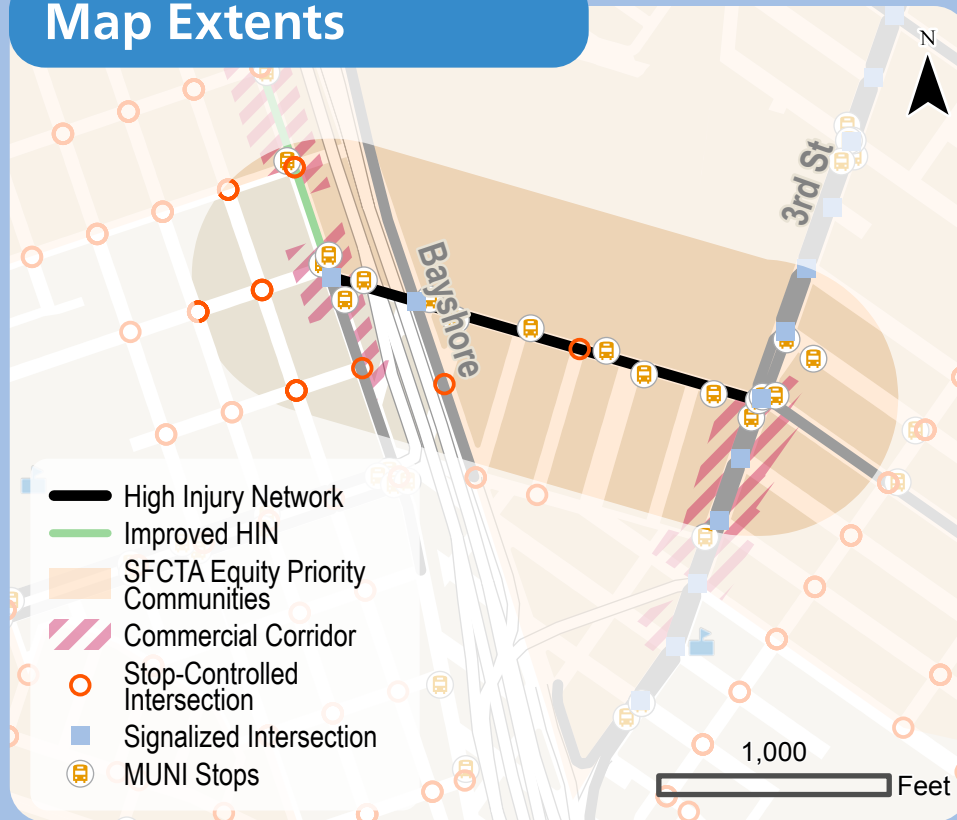 Map Extents
N
3rd St
Bayshore
High Injury Network
Improved HIN
SFCTA Equity Priority
Communities
Commercial Corridor
Stop-Controlled
Intersection
Signalized Intersection
MUNI Stops
1,000
Feet